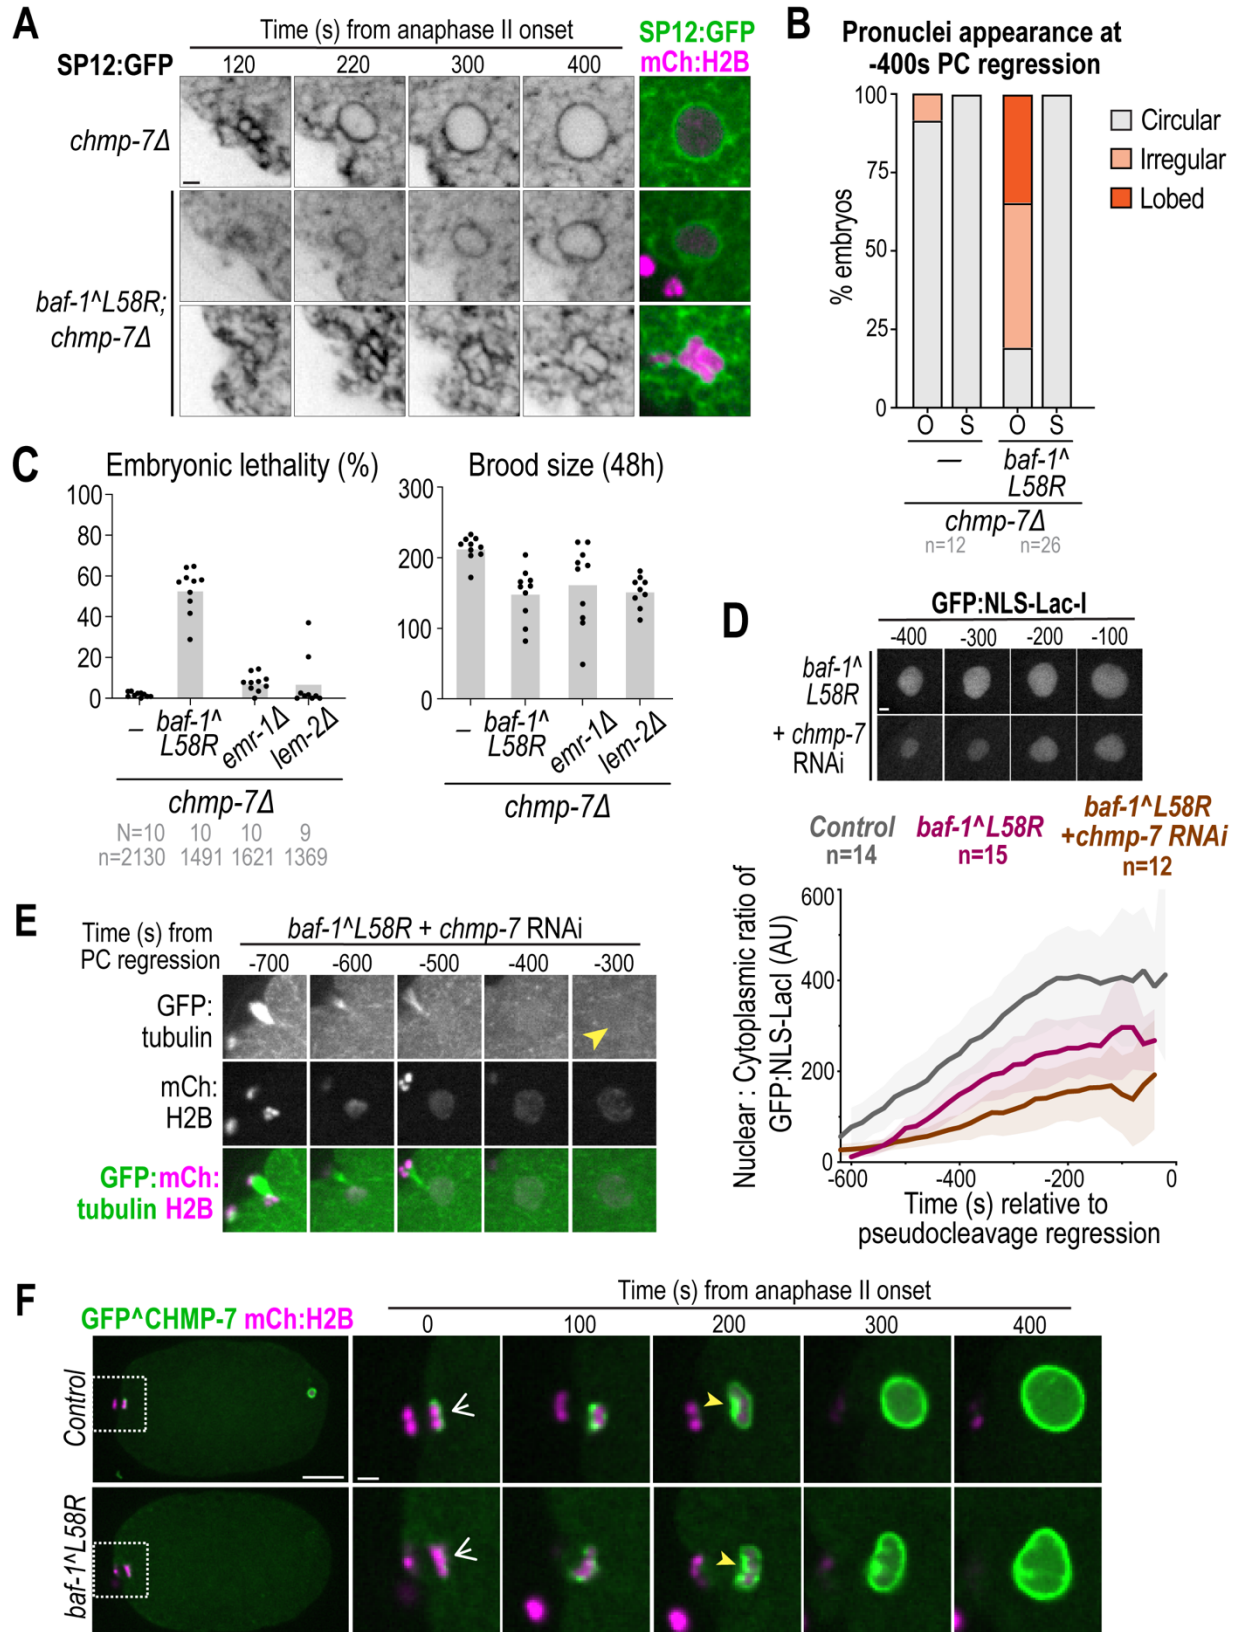 A
Time (s) from anaphase II onset
SP12:GFP
120 220 300 400
SP12:GFP
mCh:H2B
chmp-7Δ
baf-1^L58R;
chmp-7Δ
B
Pronuclei appearance at
-400s PC regression
% embryos
100
75
50
25
0
O S O S
— baf-1^
L58R
chmp-7Δ
n=12 n=26
Circular
Irregular
Lobed
C
Embryonic lethality (%)
100
80
60
40
20
0
— baf-1^
L58R
emr-1Δ
lem-2Δ
chmp-7Δ
N=10 10 10 9
n=2130 1491 1621 1369
Brood size (48h)
300
200
100
0
— baf-1^
L58R
emr-1Δ
lem-2Δ
chmp-7Δ
D
GFP:NLS-Lac-I
-400 -300 -200 -100
baf-1^
L58R
+ chmp-7
RNAi
Control
n=14
baf-1^L58R
n=15
baf-1^L58R
+chmp-7 RNAi
n=12
Nuclear : Cytoplasmic ratio of
GFP:NLS-LacI (AU)
600
400
200
0
-600 -400 -200 0
Time (s) relative to
pseudocleavage regression
E
Time (s) from
PC regression
baf-1^L58R + chmp-7 RNAi
-700 -600 -500 -400 -300
GFP:
tubulin
mCh:
H2B
GFP:mCh:
tubulin H2B
F
GFP^CHMP-7 mCh:H2B
Time (s) from anaphase II onset
0 100 200 300 400
Control
baf-1^L58R